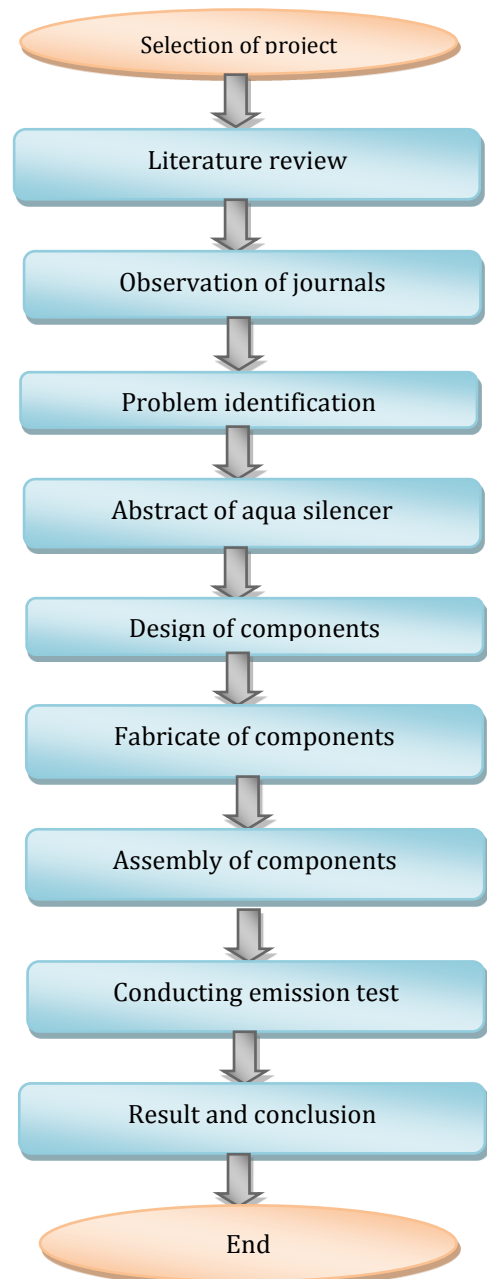 Selection of project
Literature review
Observation of journals
Problem identification
Abstract of aqua silencer
Design of components
Fabricate of components
Assembly of components
Conducting emission test
Result and conclusion
End